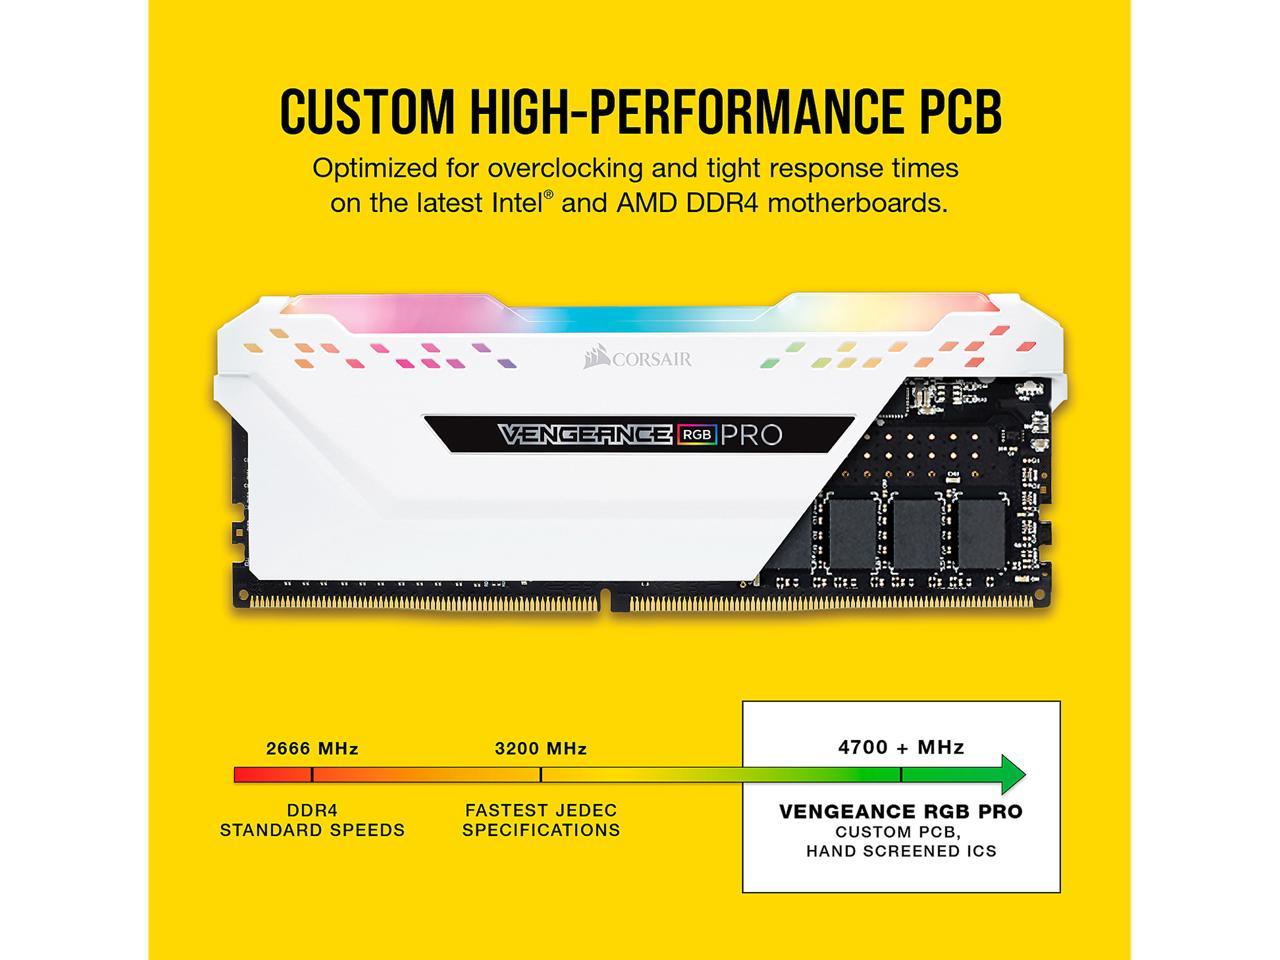 CUSTOM HIGH-PERFORMANCE PCB
Optimized for overclocking and tight response times
on the latest Intel® and AMD DDR4 motherboards.
CORSAIR
VENGEANCE RGB PRO
2666 MHz
3200 MHz
4700 + MHz
DDR4
STANDARD SPEEDS
FASTEST JEDEC
SPECIFICATIONS
VENGEANCE RGB PRO
CUSTOM PCB,
HAND SCREENED ICS